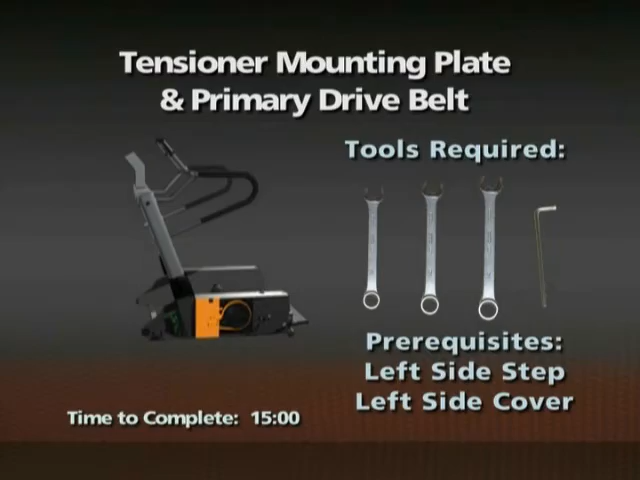 Tensioner Mounting Plate
& Primary Drive Belt
Tools Required:
Prerequisites:
Left Side Step
Left Side Cover
Time to Complete: 15:00